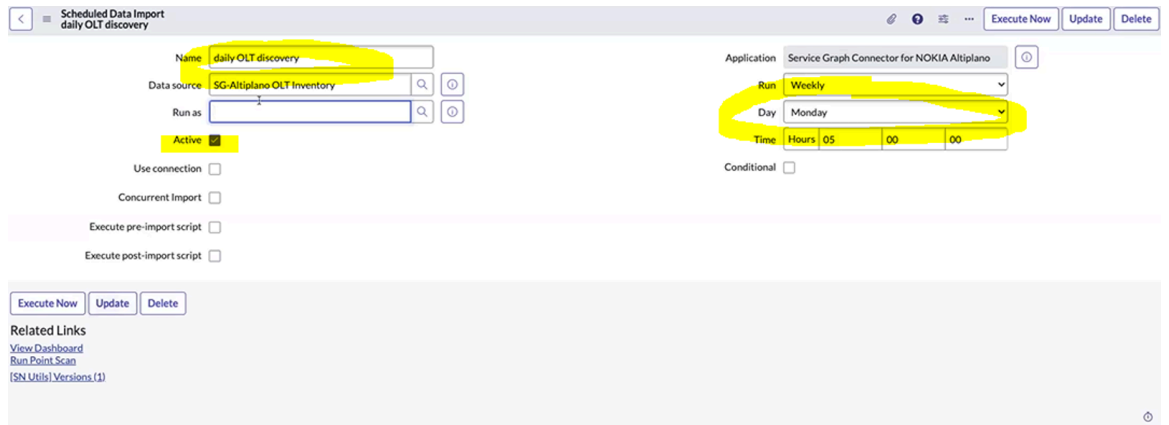 Scheduled Data Import
daily OLT discovery
Execute Now Update Delete
Name daily OLT discovery
Data source SG-Altiplano OLT Inventory
Run as
Active
Use connection
Concurrent Import
Execute pre-import script
Execute post-import script
Application Service Graph Connector for NOKIA Altiplano
Run Weekly
Day Monday
Time Hours 05 00 00
Conditional
Execute Now Update Delete
Related Links
View Dashboard
Run Point Scan
[SN Utils] Versions (1)